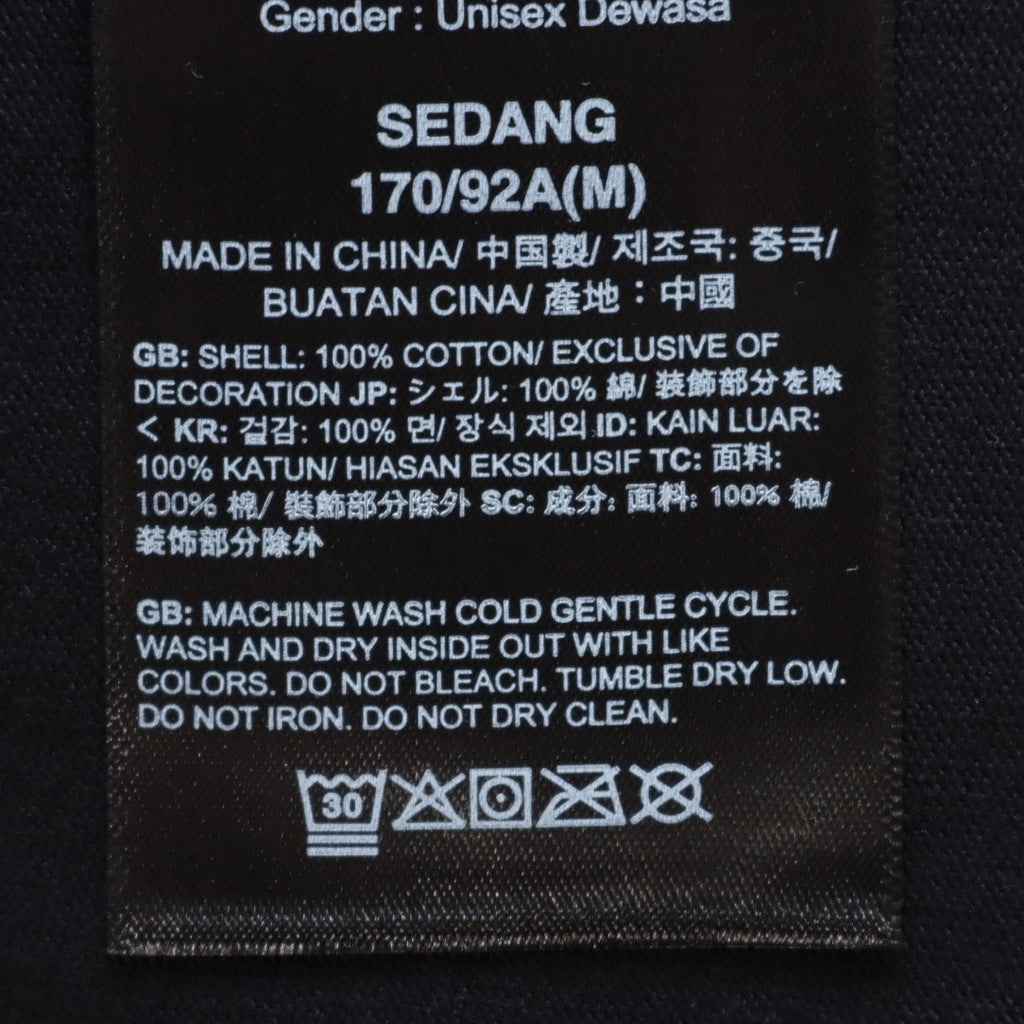 Gender : Unisex Dewasa
SEDANG
170/92A(M)
MADE IN CHINA/ 中国製/ 제조국: 중국/
BUATAN CINA/ 產地：中國
GB: SHELL: 100% COTTON/ EXCLUSIVE OF
DECORATION JP: シェル: 100% 綿/ 装飾部分を除
く KR: 겉감: 100% 면/ 장식 제외 ID: KAIN LUAR:
100% KATUN/ HIASAN EKSKLUSIF TC: 面料:
100% 棉/ 裝飾部分除外 SC: 成分: 面料: 100% 棉/
装饰部分除外
GB: MACHINE WASH COLD GENTLE CYCLE.
WASH AND DRY INSIDE OUT WITH LIKE
COLORS. DO NOT BLEACH. TUMBLE DRY LOW.
DO NOT IRON. DO NOT DRY CLEAN.
30